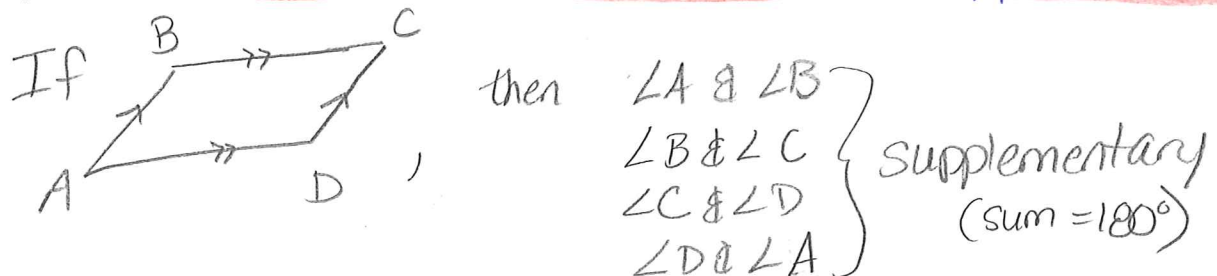 If
B
C
A
D
, then
∠A & ∠B
∠B & ∠C
∠C & ∠D
∠D & ∠A
supplementary
(sum = 180°)